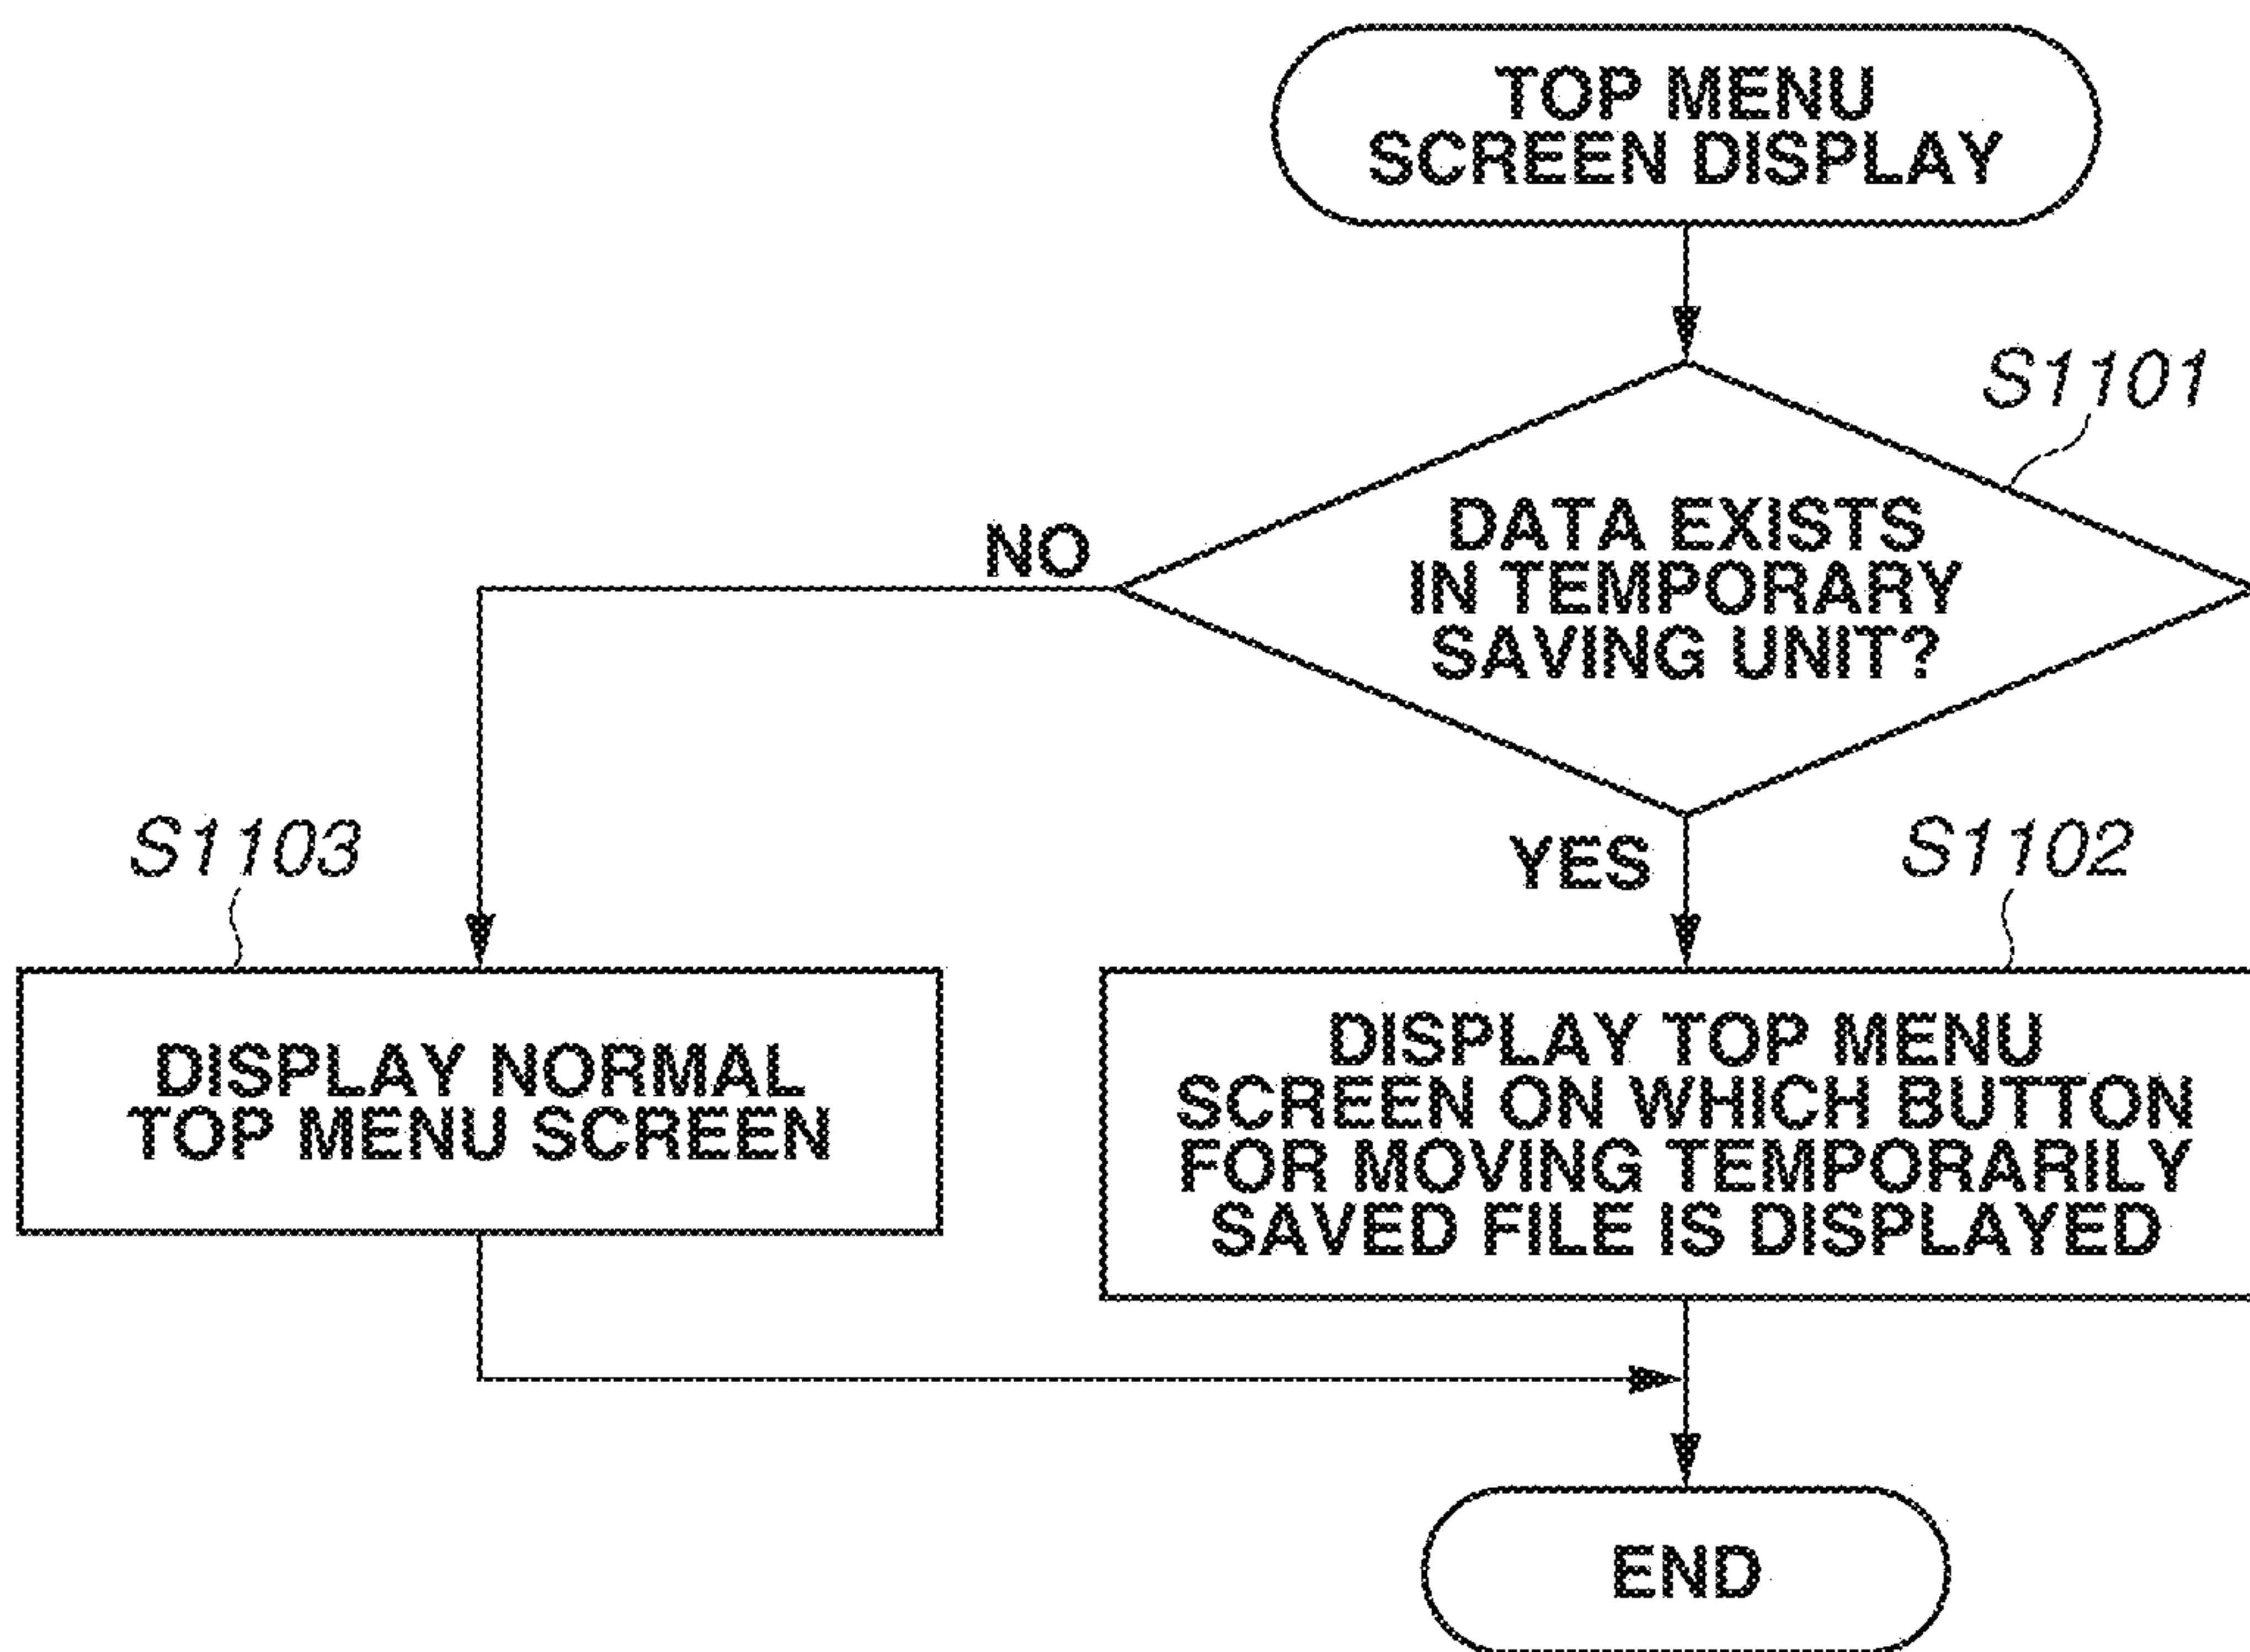 TOP MENU
SCREEN DISPLAY
S1101
DATA EXISTS
IN TEMPORARY
SAVING UNIT?
NO
YES
S1103
S1102
DISPLAY NORMAL
TOP MENU SCREEN
DISPLAY TOP MENU
SCREEN ON WHICH BUTTON
FOR MOVING TEMPORARILY
SAVED FILE IS DISPLAYED
END